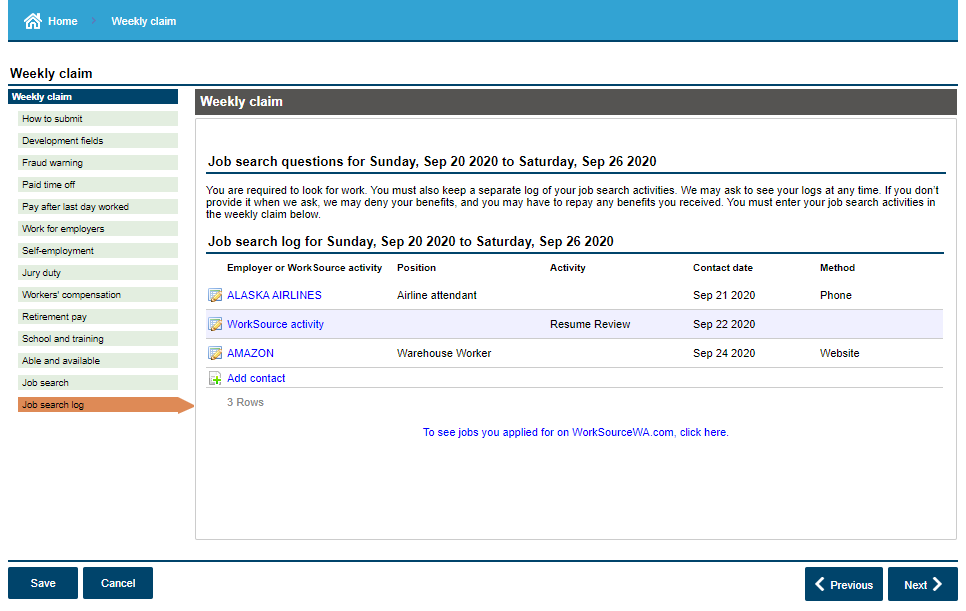 Home Weekly claim
Weekly claim
Weekly claim
How to submit
Development fields
Fraud warning
Paid time off
Pay after last day worked
Work for employers
Self-employment
Jury duty
Workers' compensation
Retirement pay
School and training
Able and available
Job search
Job search log
Weekly claim
Job search questions for Sunday, Sep 20 2020 to Saturday, Sep 26 2020
You are required to look for work. You must also keep a separate log of your job search activities. We may ask to see your logs at any time. If you don't
provide it when we ask, we may deny your benefits, and you may have to repay any benefits you received. You must enter your job search activities in
the weekly claim below.
Job search log for Sunday, Sep 20 2020 to Saturday, Sep 26 2020
Employer or WorkSource activity Position Activity Contact date Method
ALASKA AIRLINES Airline attendant Sep 21 2020 Phone
WorkSource activity Resume Review Sep 22 2020
AMAZON Warehouse Worker Sep 24 2020 Website
Add contact
3 Rows
To see jobs you applied for on WorkSourceWA.com, click here.
Save Cancel Previous Next